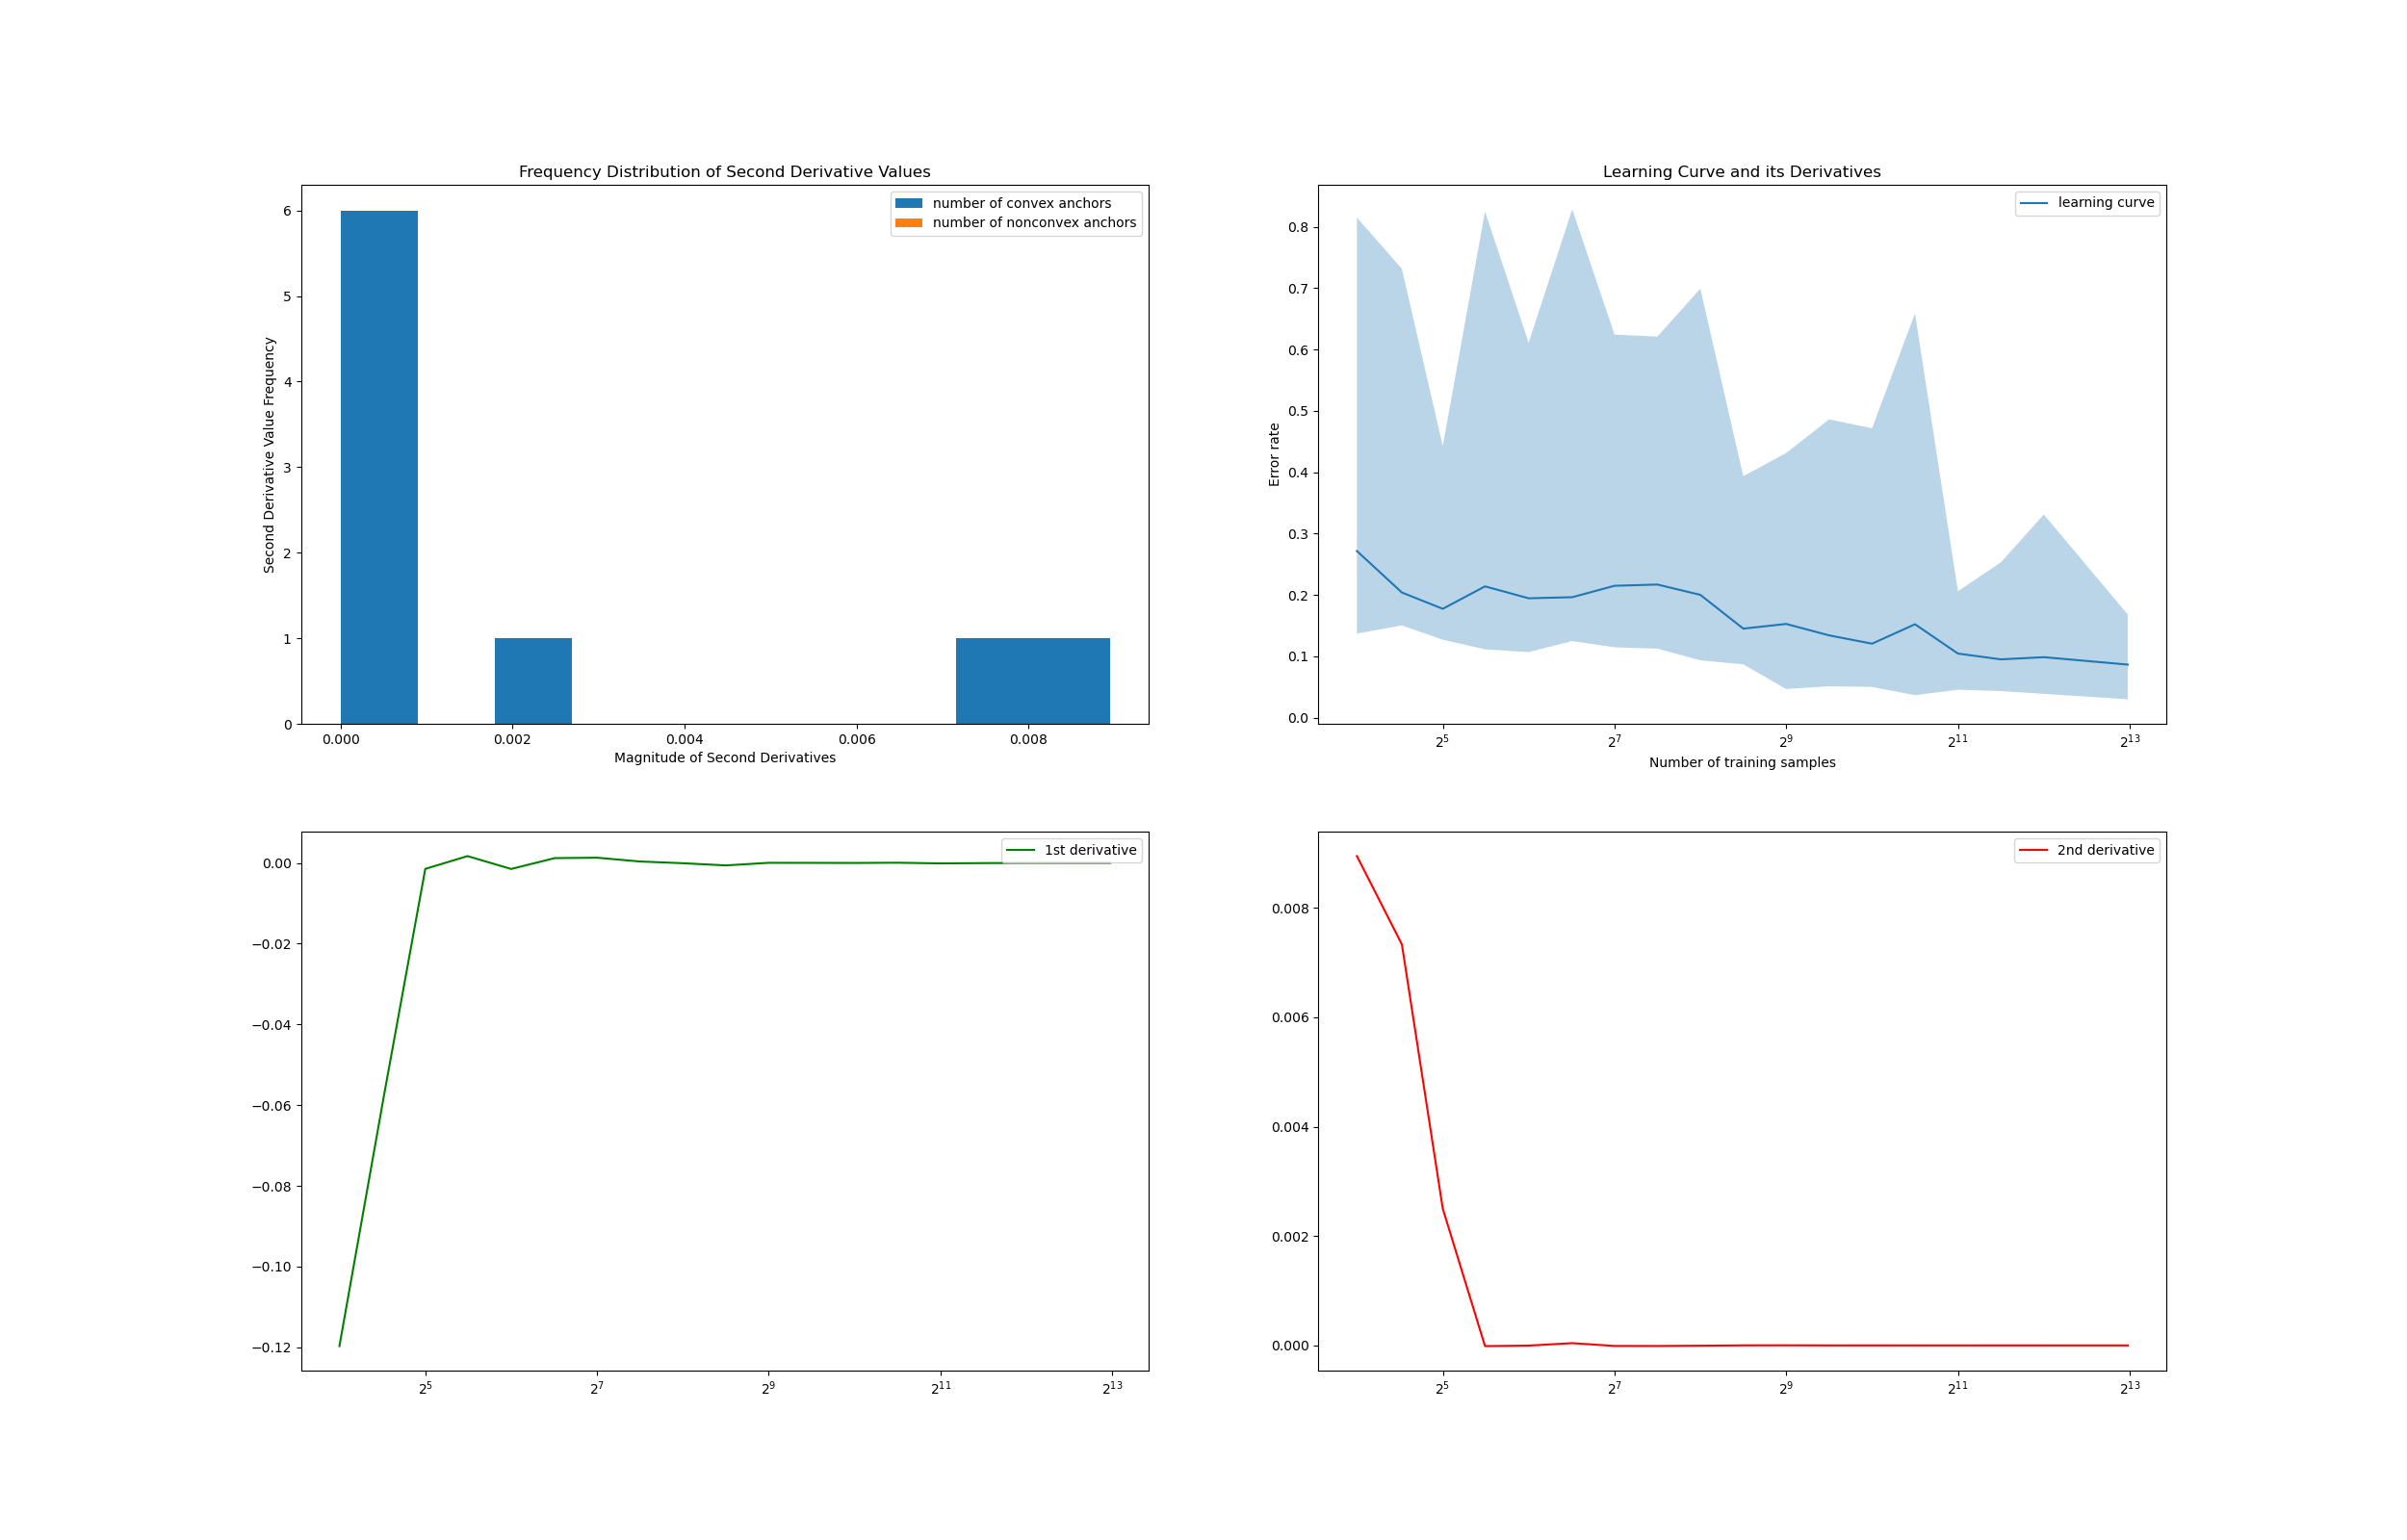 Frequency Distribution of Second Derivative Values
number of convex anchors
number of nonconvex anchors
6
5
4
3
2
1
0
Second Derivative Value Frequency
0.000 0.002 0.004 0.006 0.008
Magnitude of Second Derivatives
Learning Curve and its Derivatives
learning curve
0.8
0.7
0.6
0.5
0.4
0.3
0.2
0.1
0.0
Error rate
2⁵ 2⁷ 2⁹ 2¹¹ 2¹³
Number of training samples
1st derivative
0.00
−0.02
−0.04
−0.06
−0.08
−0.10
−0.12
2⁵ 2⁷ 2⁹ 2¹¹ 2¹³
2nd derivative
0.008
0.006
0.004
0.002
0.000
2⁵ 2⁷ 2⁹ 2¹¹ 2¹³